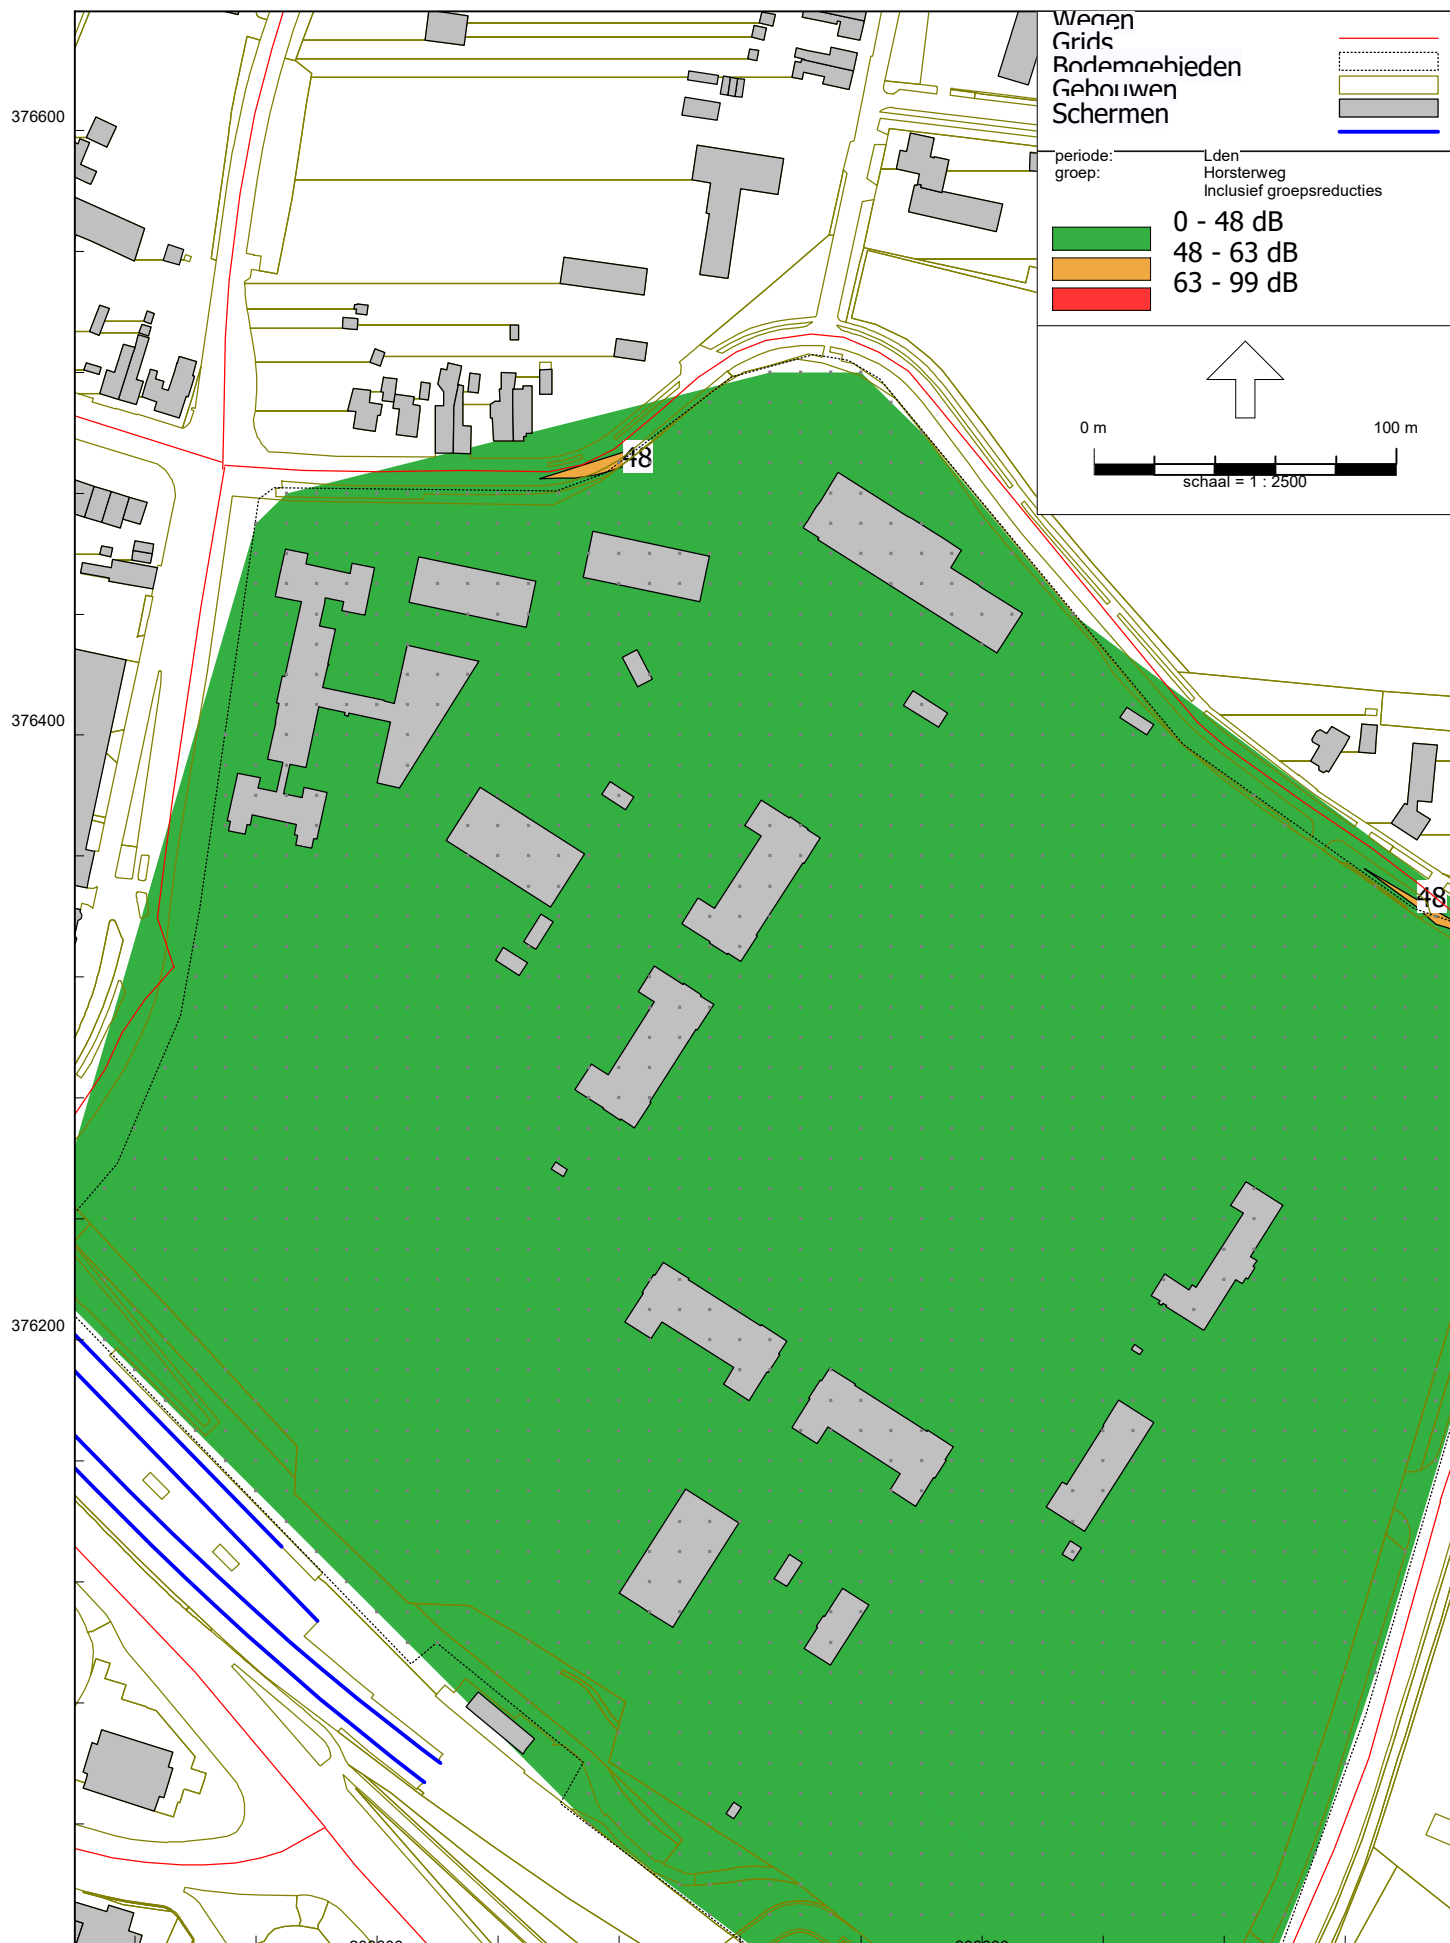 Wegen
Grids
Bodemgebieden
Gebouwen
Schermen
periode: Lden
groep: Horsterweg
Inclusief groepsreducties
0 - 48 dB
48 - 63 dB
63 - 99 dB
0 m 100 m
schaal = 1 : 2500
376600
48
376400
48
376200